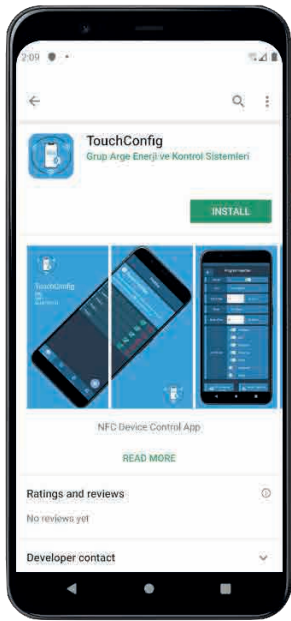 2:09
TouchConfig
Grup Arge Enerji ve Kontrol Sistemleri
INSTALL
TouchConfig
NFC Device Control App
READ MORE
Ratings and reviews
No reviews yet
Developer contact